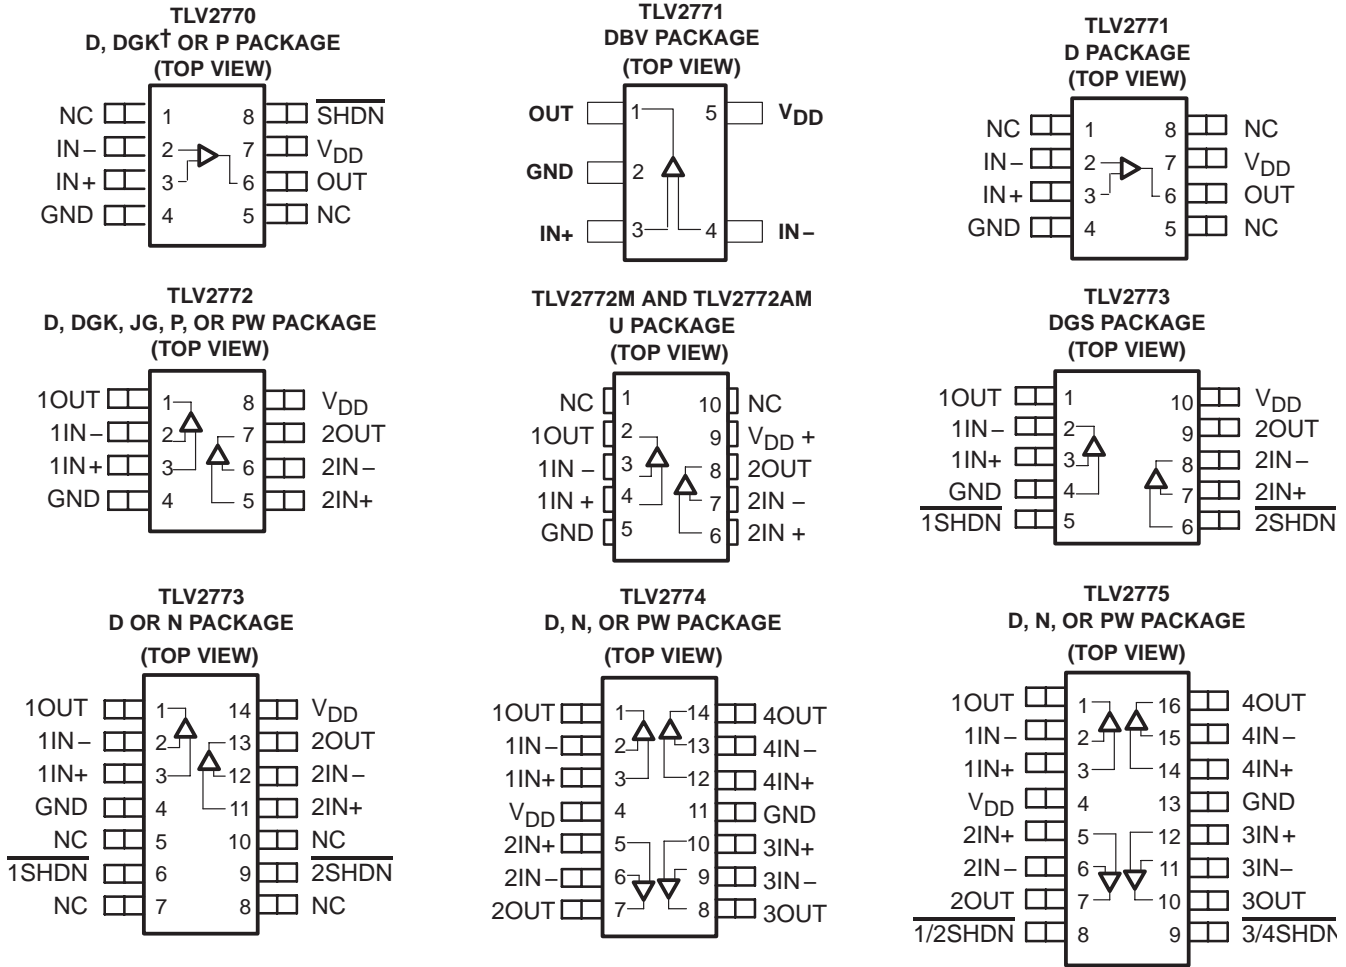 TLV2770
D, DGK† OR P PACKAGE
(TOP VIEW)
NC 1 8 SHDN
IN− 2 7 VDD
IN+ 3 6 OUT
GND 4 5 NC
TLV2771
DBV PACKAGE
(TOP VIEW)
OUT 1 5 VDD
GND 2
IN+ 3 4 IN−
TLV2771
D PACKAGE
(TOP VIEW)
NC 1 8 NC
IN− 2 7 VDD
IN+ 3 6 OUT
GND 4 5 NC
TLV2772
D, DGK, JG, P, OR PW PACKAGE
(TOP VIEW)
1OUT 1 8 VDD
1IN− 2 7 2OUT
1IN+ 3 6 2IN−
GND 4 5 2IN+
TLV2772M AND TLV2772AM
U PACKAGE
(TOP VIEW)
NC 1 10 NC
1OUT 2 9 VDD +
1IN − 3 8 2OUT
1IN + 4 7 2IN −
GND 5 6 2IN +
TLV2773
DGS PACKAGE
(TOP VIEW)
1OUT 1 10 VDD
1IN− 2 9 2OUT
1IN+ 3 8 2IN−
GND 4 7 2IN+
1SHDN 5 6 2SHDN
TLV2773
D OR N PACKAGE
(TOP VIEW)
1OUT 1 14 VDD
1IN− 2 13 2OUT
1IN+ 3 12 2IN−
GND 4 11 2IN+
NC 5 10 NC
1SHDN 6 9 2SHDN
NC 7 8 NC
TLV2774
D, N, OR PW PACKAGE
(TOP VIEW)
1OUT 1 14 4OUT
1IN− 2 13 4IN−
1IN+ 3 12 4IN+
VDD 4 11 GND
2IN+ 5 10 3IN+
2IN− 6 9 3IN−
2OUT 7 8 3OUT
TLV2775
D, N, OR PW PACKAGE
(TOP VIEW)
1OUT 1 16 4OUT
1IN− 2 15 4IN−
1IN+ 3 14 4IN+
VDD 4 13 GND
2IN+ 5 12 3IN+
2IN− 6 11 3IN−
2OUT 7 10 3OUT
1/2SHDN 8 9 3/4SHDN